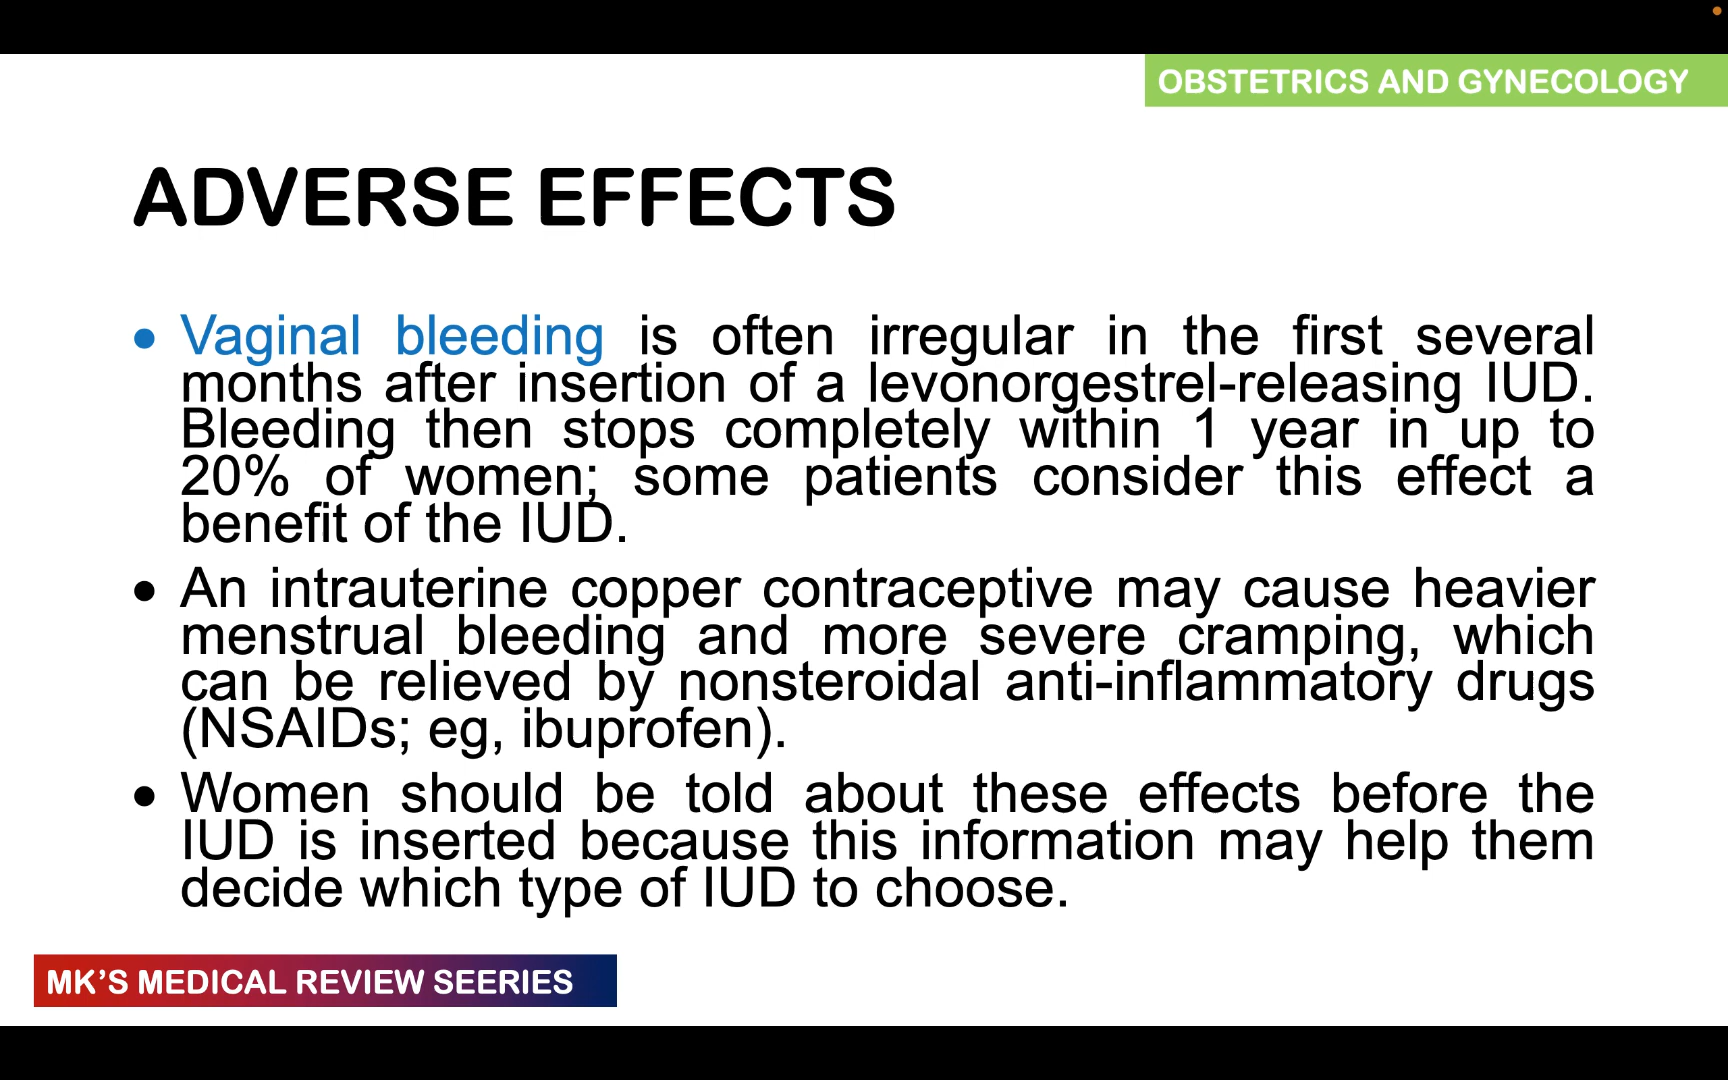 OBSTETRICS AND GYNECOLOGY
ADVERSE EFFECTS
• Vaginal bleeding is often irregular in the first several
months after insertion of a levonorgestrel-releasing IUD.
Bleeding then stops completely within 1 year in up to
20% of women; some patients consider this effect a
benefit of the IUD.
• An intrauterine copper contraceptive may cause heavier
menstrual bleeding and more severe cramping, which
can be relieved by nonsteroidal anti-inflammatory drugs
(NSAIDs; eg, ibuprofen).
• Women should be told about these effects before the
IUD is inserted because this information may help them
decide which type of IUD to choose.
MK’S MEDICAL REVIEW SEERIES